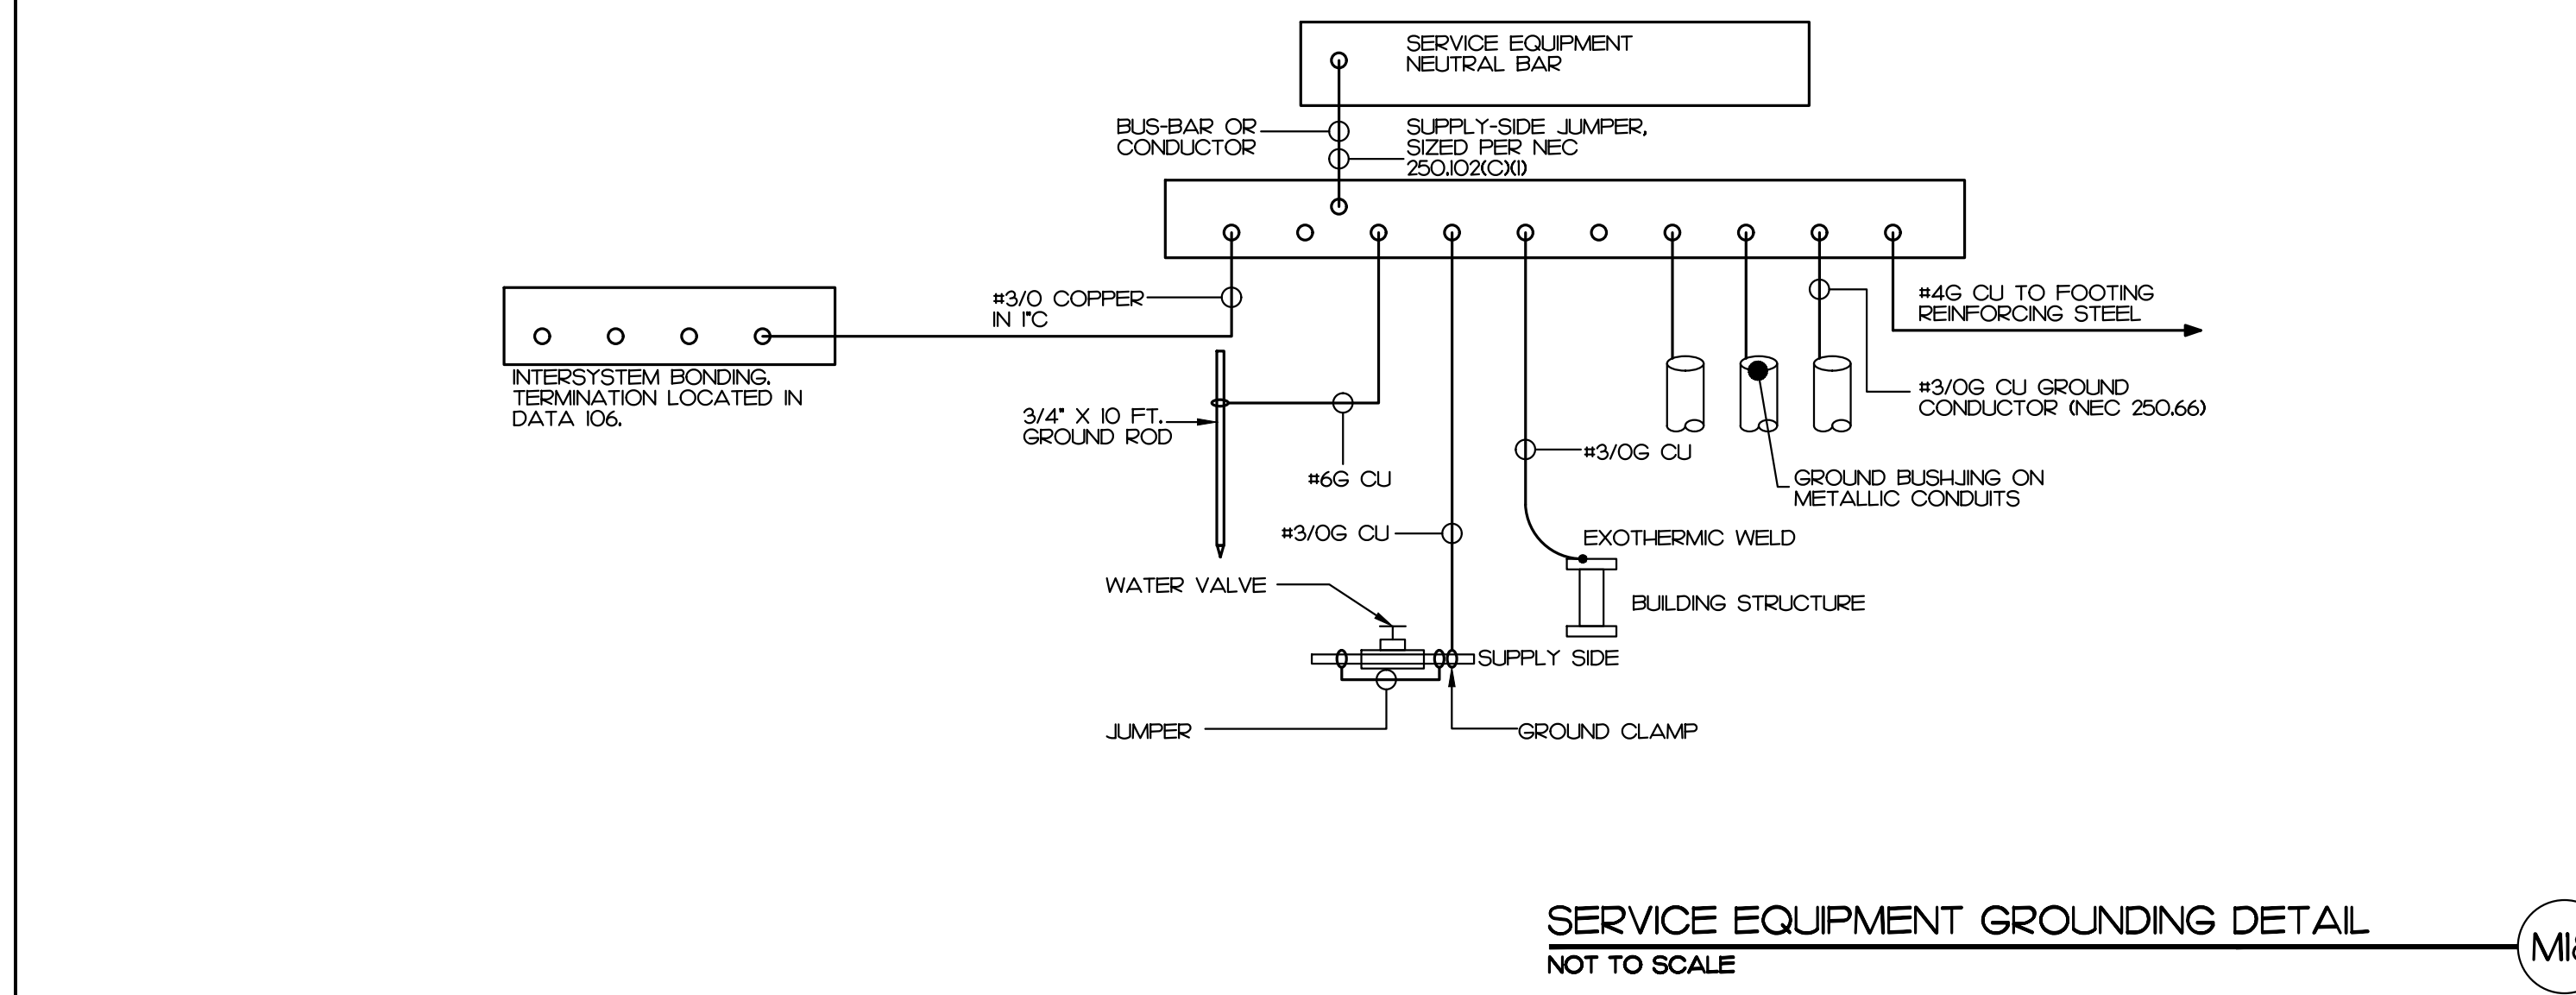 SERVICE EQUIPMENT
NEUTRAL BAR
BUS-BAR OR
CONDUCTOR
SUPPLY-SIDE JUMPER,
SIZED PER NEC
250.102(C)(1)
#3/0 COPPER
IN 1"C
#4G CU TO FOOTING
REINFORCING STEEL
INTERSYSTEM BONDING.
TERMINATION LOCATED IN
DATA 106.
3/4" X 10 FT.
GROUND ROD
#3/0G CU GROUND
CONDUCTOR (NEC 250.66)
#6G CU
#3/0G CU
GROUND BUSHJING ON
METALLIC CONDUITS
#3/0G CU
EXOTHERMIC WELD
WATER VALVE
BUILDING STRUCTURE
SUPPLY SIDE
JUMPER
GROUND CLAMP
SERVICE EQUIPMENT GROUNDING DETAIL
NOT TO SCALE